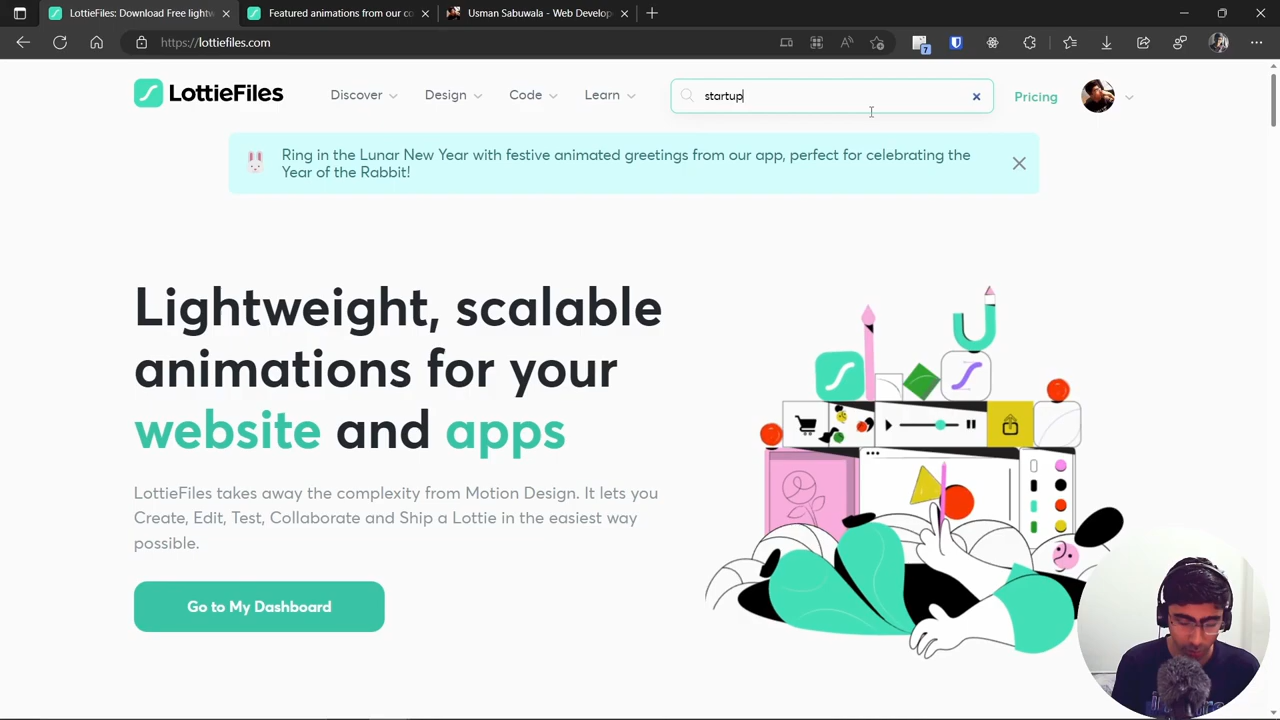 LottieFiles: Download Free lightw
Featured animations from our co
Usman Sabuwala - Web Develop
https://lottiefiles.com
7
LottieFiles
Discover
Design
Code
Learn
startup
Pricing
Ring in the Lunar New Year with festive animated greetings from our app, perfect for celebrating the
Year of the Rabbit!
Lightweight, scalable
animations for your
website and apps
LottieFiles takes away the complexity from Motion Design. It lets you
Create, Edit, Test, Collaborate and Ship a Lottie in the easiest way
possible.
Go to My Dashboard